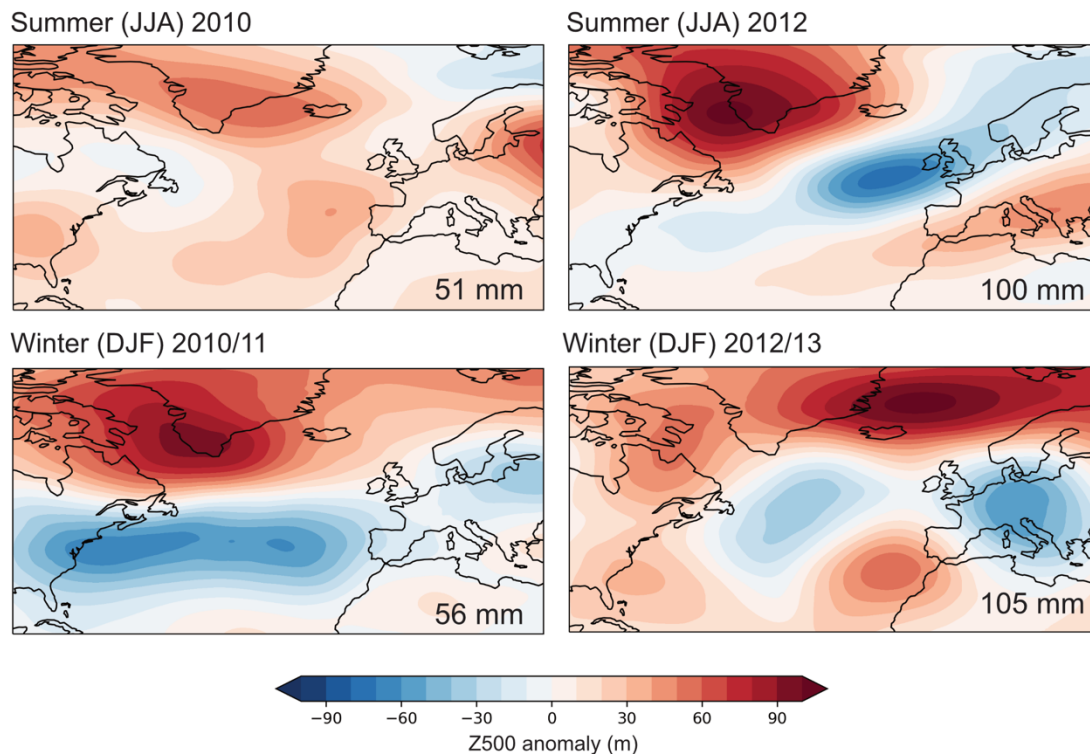 Summer (JJA) 2010
Summer (JJA) 2012
51 mm
100 mm
Winter (DJF) 2010/11
Winter (DJF) 2012/13
56 mm
105 mm
−90 −60 −30 0 30 60 90
Z500 anomaly (m)